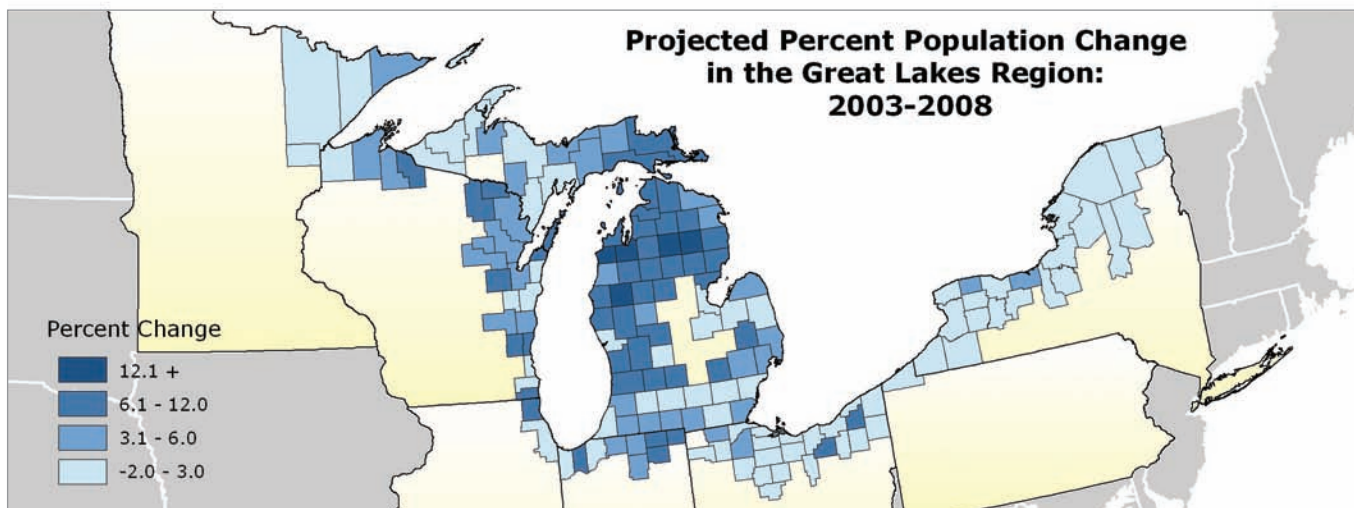 Projected Percent Population Change
in the Great Lakes Region:
2003-2008
Percent Change
12.1 +
6.1 - 12.0
3.1 - 6.0
-2.0 - 3.0